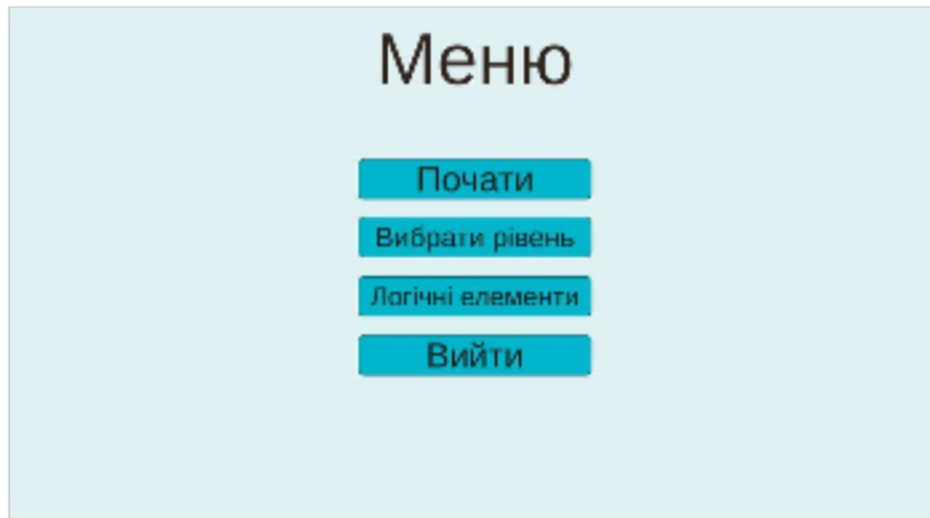 Меню
Почати
Вибрати рівень
Логічні елементи
Вийти